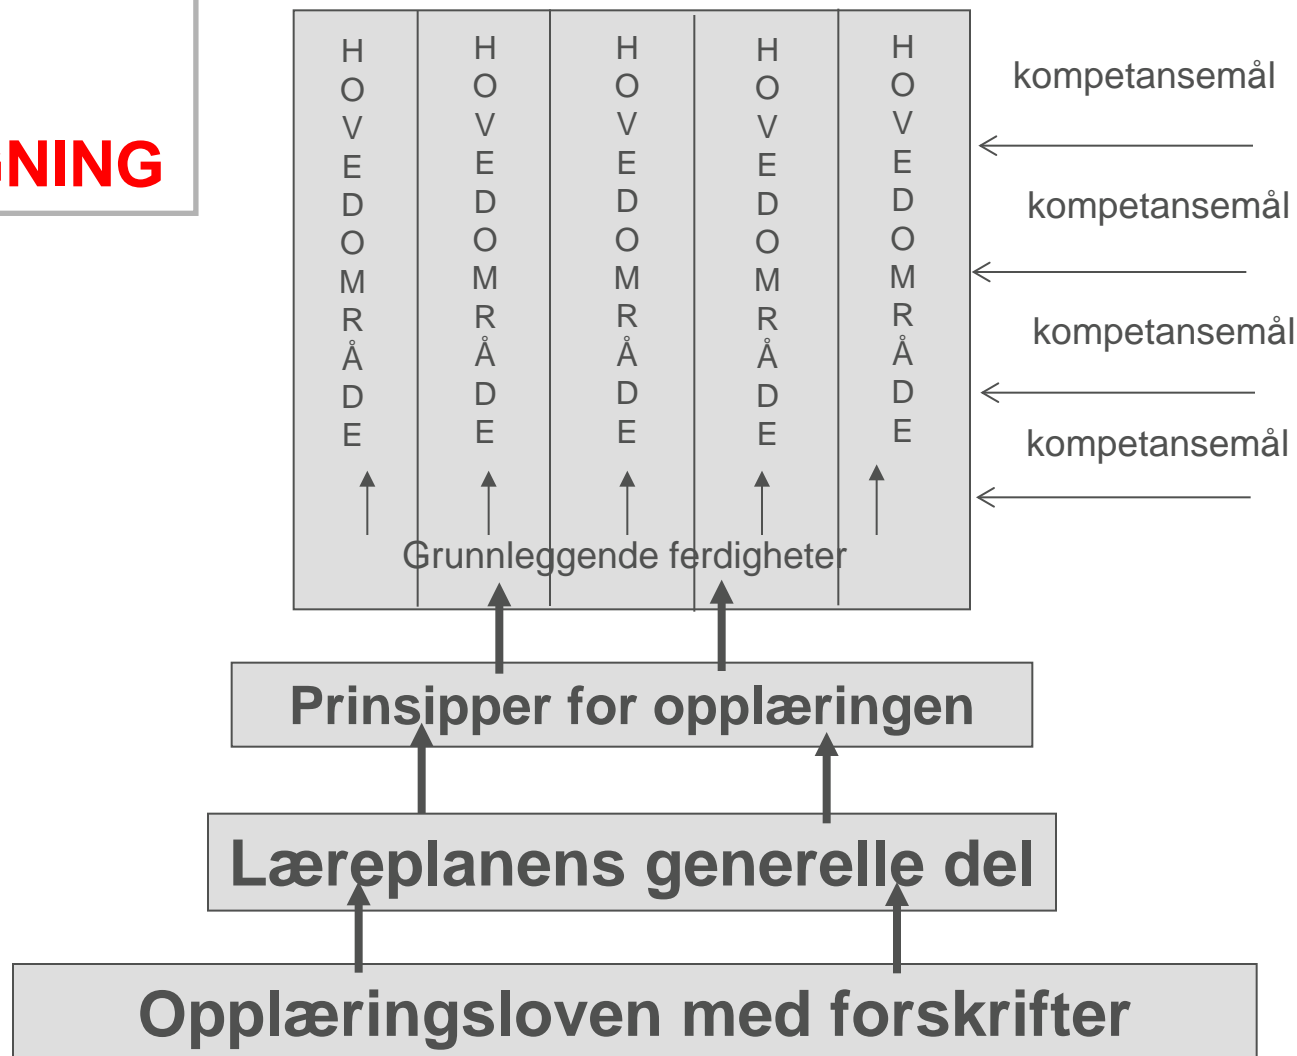 HOVEDOMRÅDE
HOVEDOMRÅDE
HOVEDOMRÅDE
HOVEDOMRÅDE
HOVEDOMRÅDE
kompetansemål
kompetansemål
kompetansemål
kompetansemål
Grunnleggende ferdigheter
Prinsipper for opplæringen
Læreplanens generelle del
Opplæringsloven med forskrifter